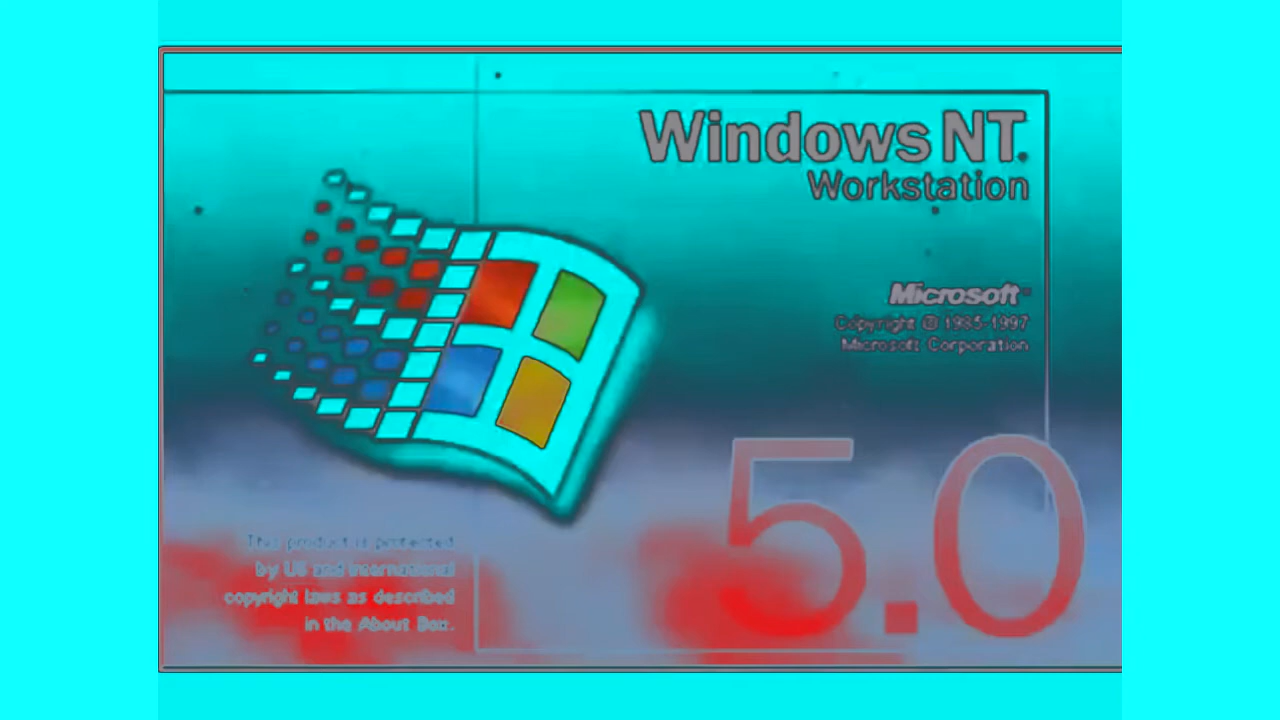 Windows NT.
Workstation
Microsoft
Copyright © 1985-1997
Microsoft Corporation
5.0
This product is protected
by US and international
copyright laws as described
in the About Box.